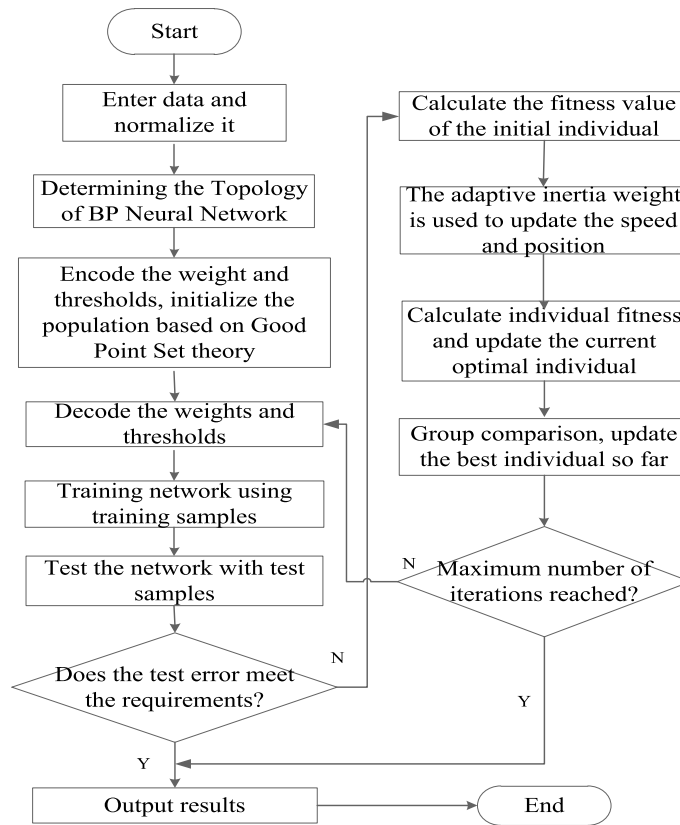 Start
Enter data and
normalize it
Determining the Topology
of BP Neural Network
Encode the weight and
thresholds, initialize the
population based on Good
Point Set theory
Decode the weights and
thresholds
Training network using
training samples
Test the network with test
samples
Does the test error meet
the requirements?
N
Y
Output results
End
Calculate the fitness value
of the initial individual
The adaptive inertia weight
is used to update the speed
and position
Calculate individual fitness
and update the current
optimal individual
Group comparison, update
the best individual so far
Maximum number of
iterations reached?
N
Y